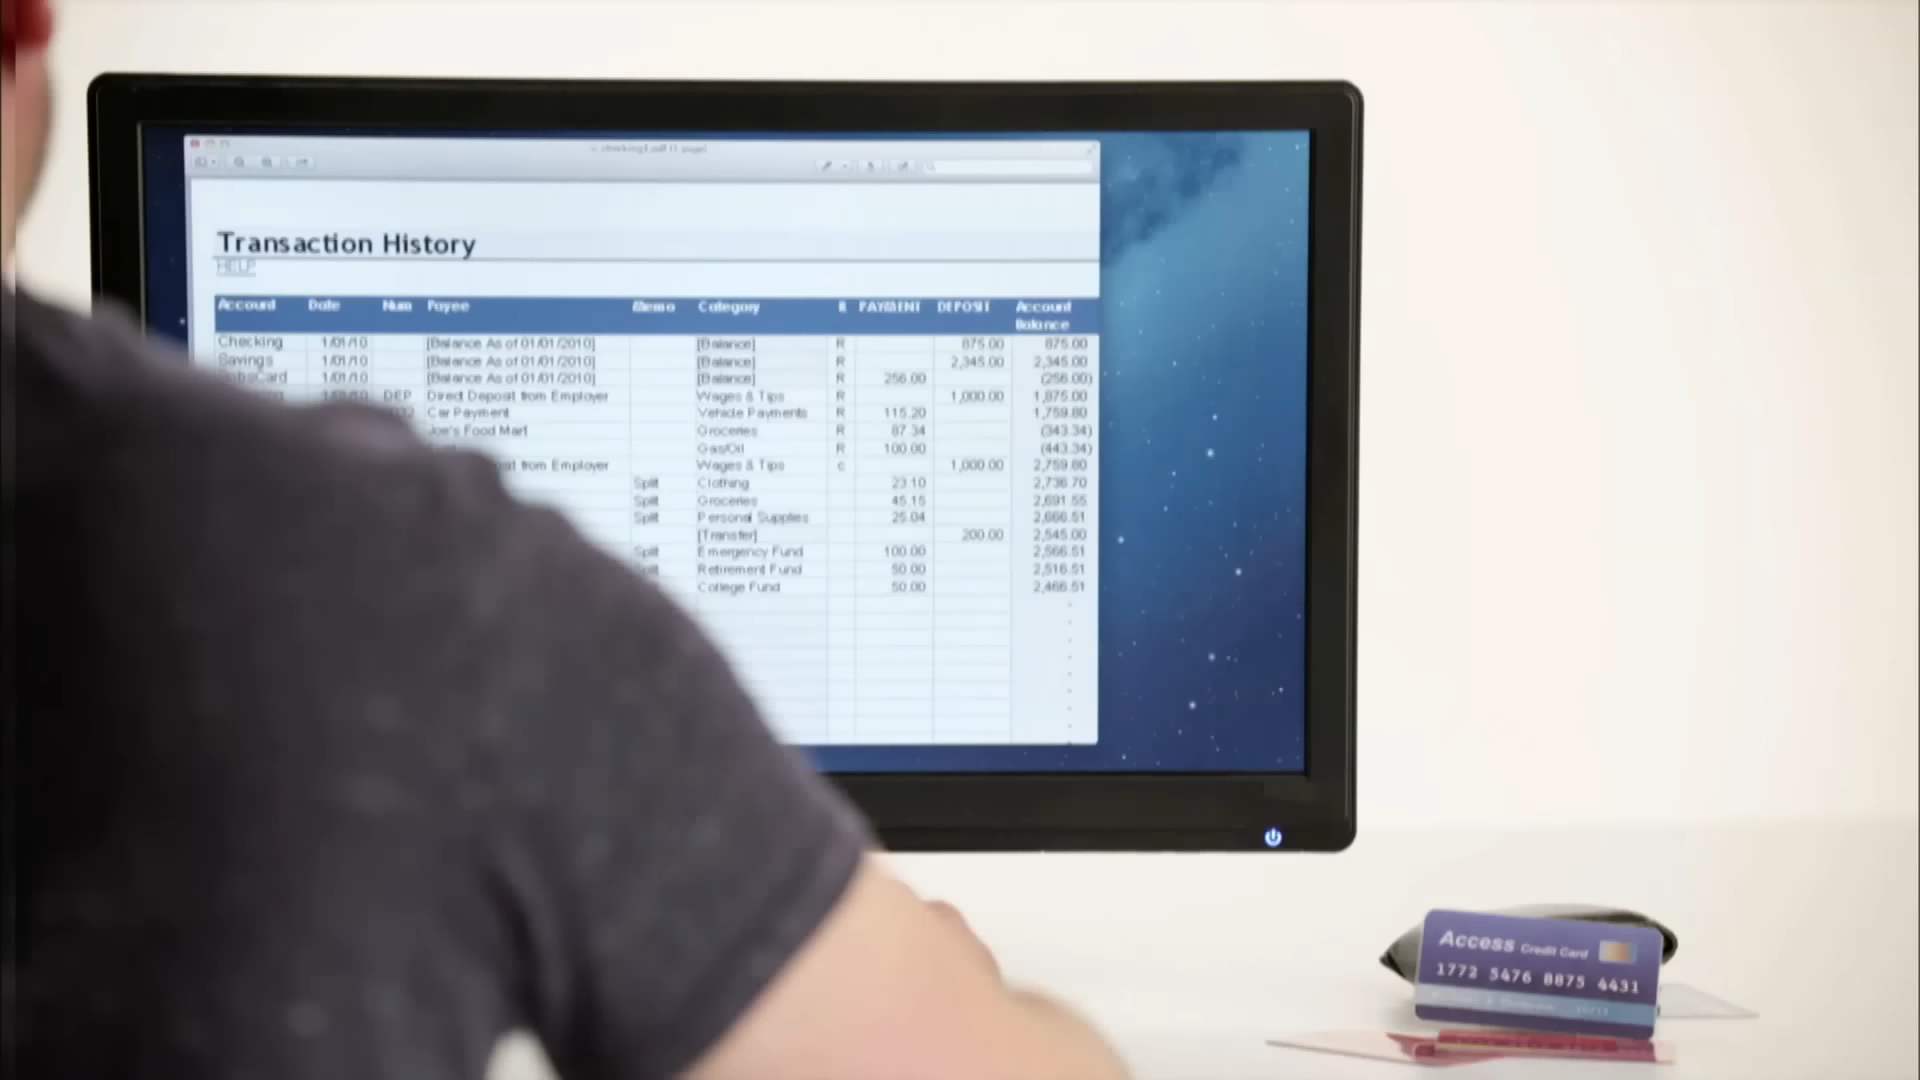 checking1.pdf (1 page)
Transaction History
HELP
Account Date Num Payee Memo Category R PAYMENT DEPOSIT Account Balance
Checking 1/01/10 [Balance As of 01/01/2010] [Balance] R 875.00 875.00
Savings 1/01/10 [Balance As of 01/01/2010] [Balance] R 2,345.00 2,345.00
1/01/10 [Balance As of 01/01/2010] [Balance] R 256.00 (256.00)
DEP Direct Deposit from Employer Wages & Tips R 1,000.00 1,875.00
Car Payment Vehicle Payments R 115.20 1,759.80
Joe's Food Mart Groceries R 87.34 (343.34)
Gas/Oil R 100.00 (443.34)
from Employer Wages & Tips c 1,000.00 2,759.80
Split Clothing 23.10 2,736.70
Split Groceries 45.15 2,691.55
Split Personal Supplies 25.04 2,666.51
[Transfer] 200.00 2,545.00
Split Emergency Fund 100.00 2,566.51
Retirement Fund 50.00 2,516.51
College Fund 50.00 2,466.51
Access Credit Card
1772 5476 8875 4431